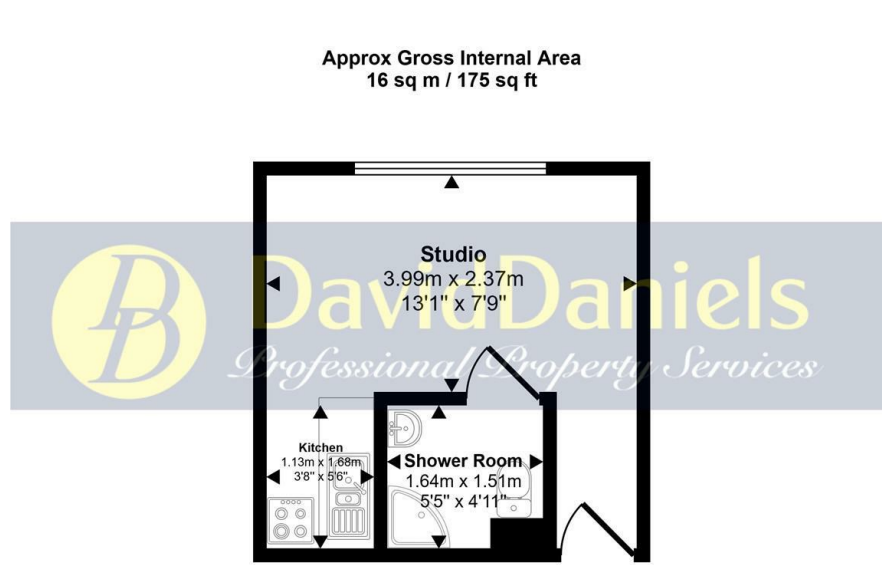 Approx Gross Internal Area
16 sq m / 175 sq ft
Studio
3.99m x 2.37m
13'1" x 7'9"
DD DavidDaniels
Professional Property Services
Kitchen
1.13m x 1.68m
3'8" x 5'6"
Shower Room
1.64m x 1.51m
5'5" x 4'11"